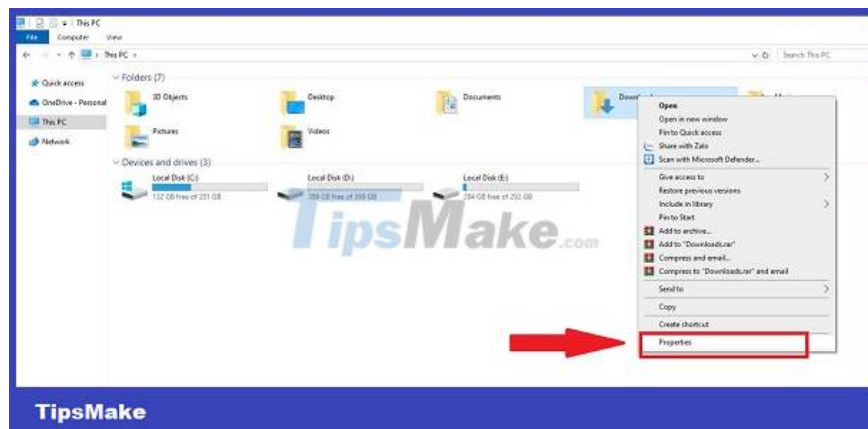 This PC
File Computer View
This PC
Search This PC
Quick access
OneDrive - Personal
This PC
Network
Folders (7)
3D Objects
Desktop
Documents
Pictures
Videos
Devices and drives (3)
Local Disk (C:)
132 GB free of 231 GB
Local Disk (D:)
Local Disk (E:)
284 GB free of 292 GB
Open
Open in new window
Pin to Quick access
Share with Zalo
Scan with Microsoft Defender...
Give access to
Restore previous versions
Include in library
Pin to Start
Add to archive...
Add to "Downloads.rar"
Compress and email...
Compress to "Downloads.rar" and email
Send to
Copy
Create shortcut
Properties
TipsMake.com
TipsMake